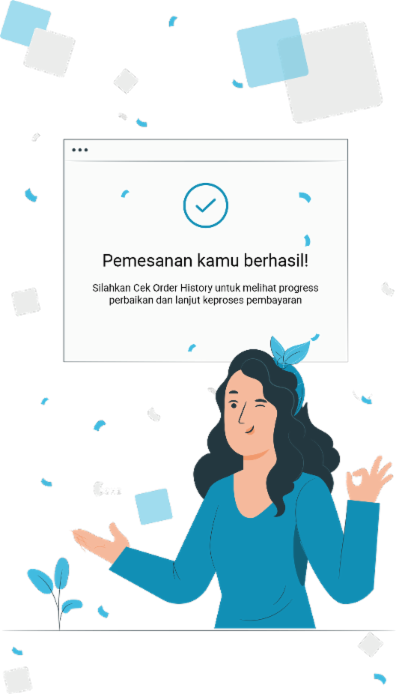 Pemesanan kamu berhasil!
Silahkan Cek Order History untuk melihat progress
perbaikan dan lanjut keproses pembayaran